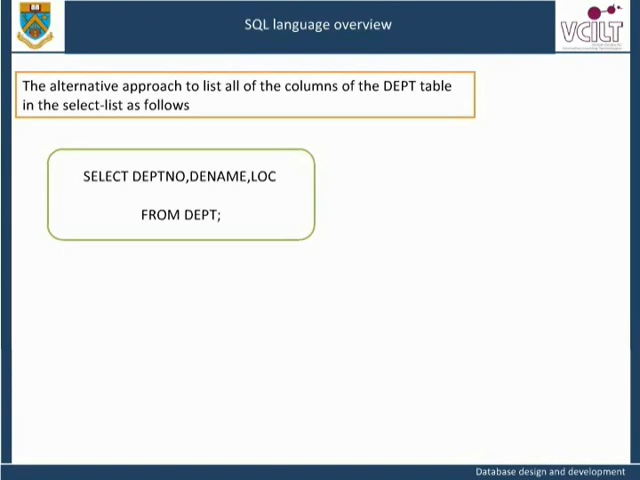 SQL language overview
VCILT
The alternative approach to list all of the columns of the DEPT table
in the select-list as follows
SELECT DEPTNO,DENAME,LOC
FROM DEPT;
Database design and development